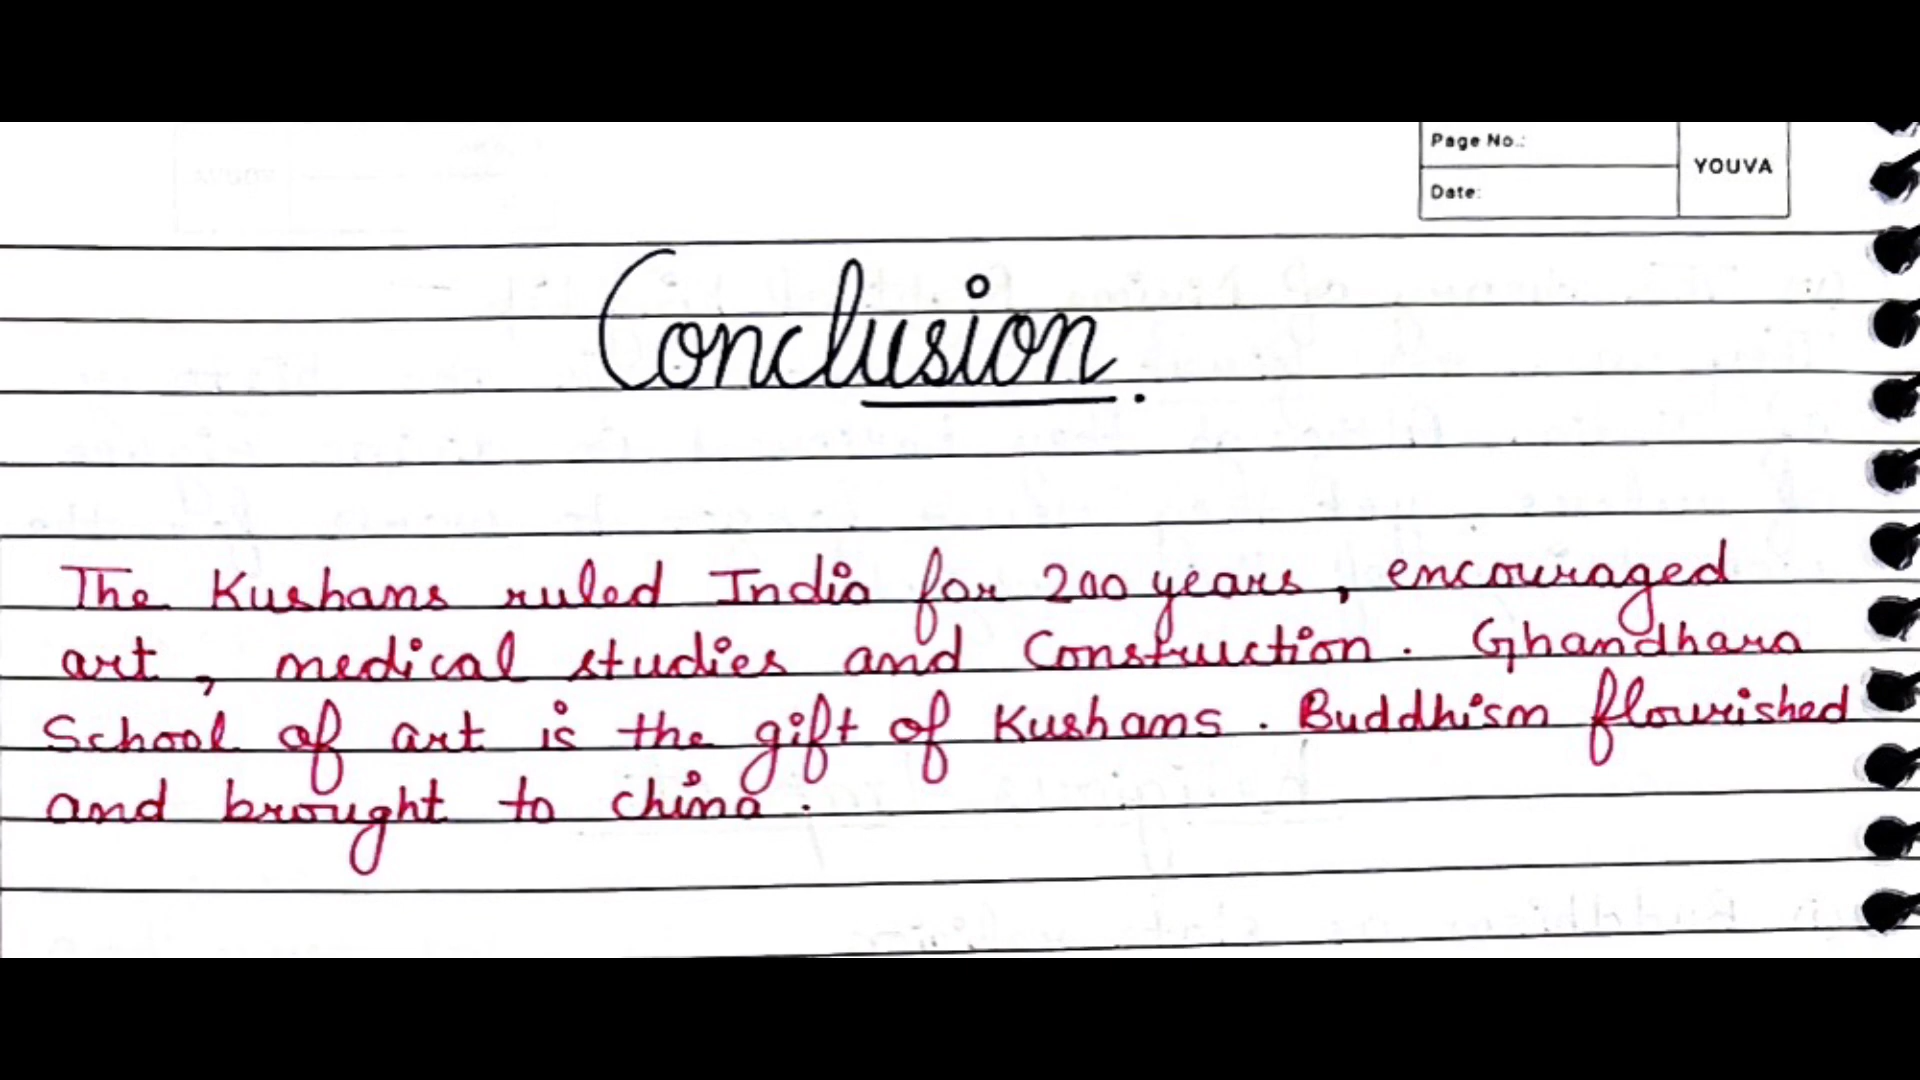 Page No.:
YOUVA
Date:
Conclusion.
The Kushans ruled India for 200 years, encouraged
art, medical studies and Construction. Ghandhara
School of art is the gift of Kushans. Buddhism flourished
and brought to china.